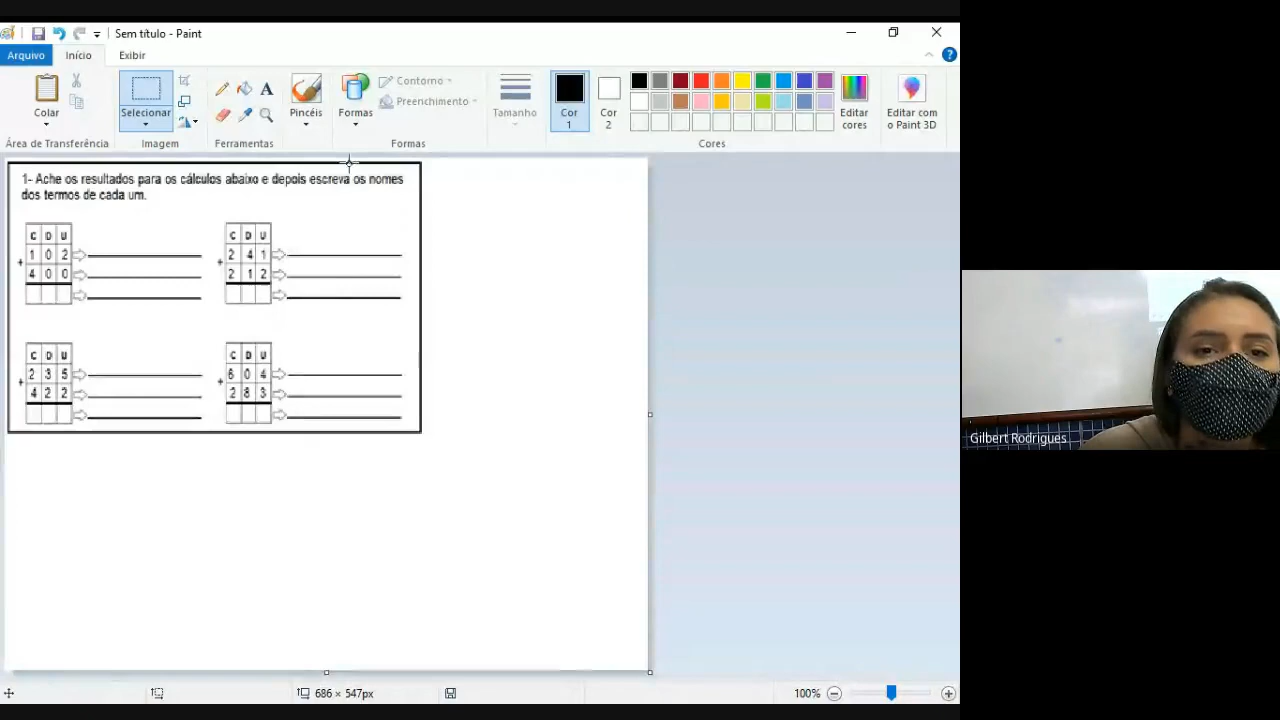 Sem título - Paint
Arquivo
Início
Exibir
Colar
Selecionar
Pincéis
Formas
Contorno
Preenchimento
Tamanho
Cor
1
Cor
2
Editar
cores
Editar com
o Paint 3D
Área de Transferência
Imagem
Ferramentas
Formas
Cores
1- Ache os resultados para os cálculos abaixo e depois escreva os nomes
dos termos de cada um.
C D U
1 0 2
+
4 0 0
C D U
2 4 1
+
2 1 2
C D U
2 3 5
+
4 2 2
C D U
6 0 4
+
2 8 3
Gilbert Rodrigues
686 × 547px
100%